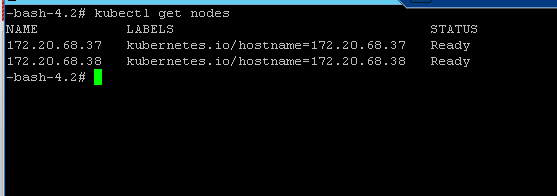 -bash-4.2# kubectl get nodes
NAME LABELS STATUS
172.20.68.37 kubernetes.io/hostname=172.20.68.37 Ready
172.20.68.38 kubernetes.io/hostname=172.20.68.38 Ready
-bash-4.2#